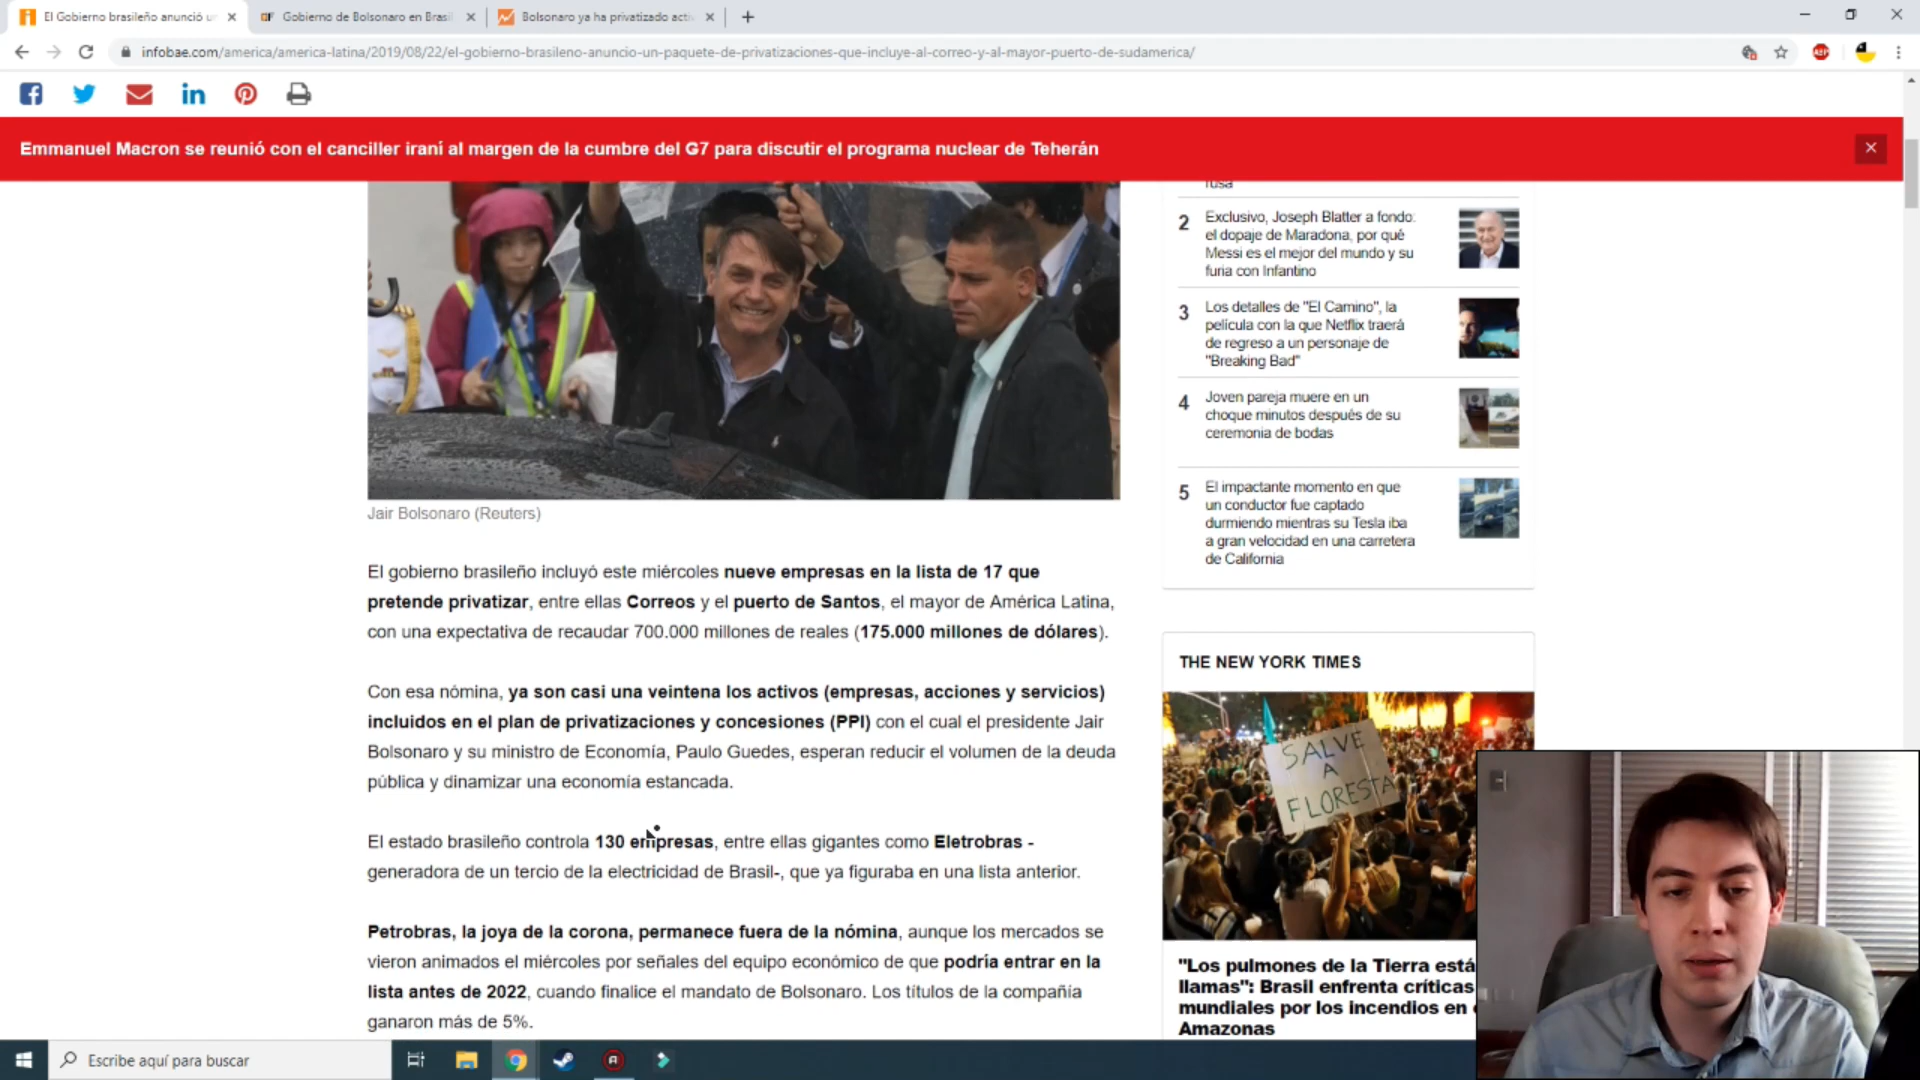 El Gobierno brasileño anunció u
Gobierno de Bolsonaro en Brasil
Bolsonaro ya ha privatizado acti
infobae.com/america/america-latina/2019/08/22/el-gobierno-brasileno-anuncio-un-paquete-de-privatizaciones-que-incluye-al-correo-y-al-mayor-puerto-de-sudamerica/
Emmanuel Macron se reunió con el canciller iraní al margen de la cumbre del G7 para discutir el programa nuclear de Teherán
Jair Bolsonaro (Reuters)
El gobierno brasileño incluyó este miércoles nueve empresas en la lista de 17 que
pretende privatizar, entre ellas Correos y el puerto de Santos, el mayor de América Latina,
con una expectativa de recaudar 700.000 millones de reales (175.000 millones de dólares).
Con esa nómina, ya son casi una veintena los activos (empresas, acciones y servicios)
incluidos en el plan de privatizaciones y concesiones (PPI) con el cual el presidente Jair
Bolsonaro y su ministro de Economía, Paulo Guedes, esperan reducir el volumen de la deuda
pública y dinamizar una economía estancada.
El estado brasileño controla 130 empresas, entre ellas gigantes como Eletrobras -
generadora de un tercio de la electricidad de Brasil-, que ya figuraba en una lista anterior.
Petrobras, la joya de la corona, permanece fuera de la nómina, aunque los mercados se
vieron animados el miércoles por señales del equipo económico de que podría entrar en la
lista antes de 2022, cuando finalice el mandato de Bolsonaro. Los títulos de la compañía
ganaron más de 5%.
rusa
2 Exclusivo, Joseph Blatter a fondo:
el dopaje de Maradona, por qué
Messi es el mejor del mundo y su
furia con Infantino
3 Los detalles de "El Camino", la
película con la que Netflix traerá
de regreso a un personaje de
"Breaking Bad"
4 Joven pareja muere en un
choque minutos después de su
ceremonia de bodas
5 El impactante momento en que
un conductor fue captado
durmiendo mientras su Tesla iba
a gran velocidad en una carretera
de California
THE NEW YORK TIMES
SALVE
A
FLORESTA
"Los pulmones de la Tierra está
llamas": Brasil enfrenta críticas
mundiales por los incendios en
Amazonas
Escribe aquí para buscar